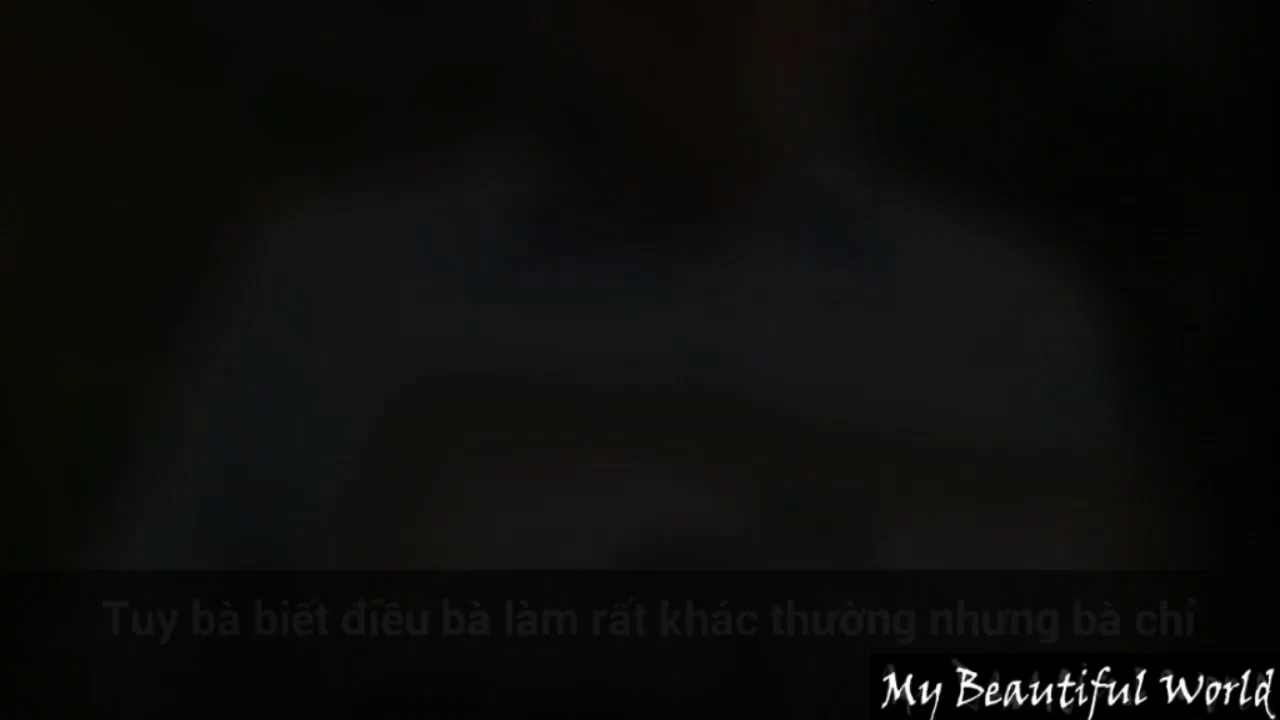 Tuy bà biết điều bà làm rất khác thường nhưng bà chỉ
My Beautiful World